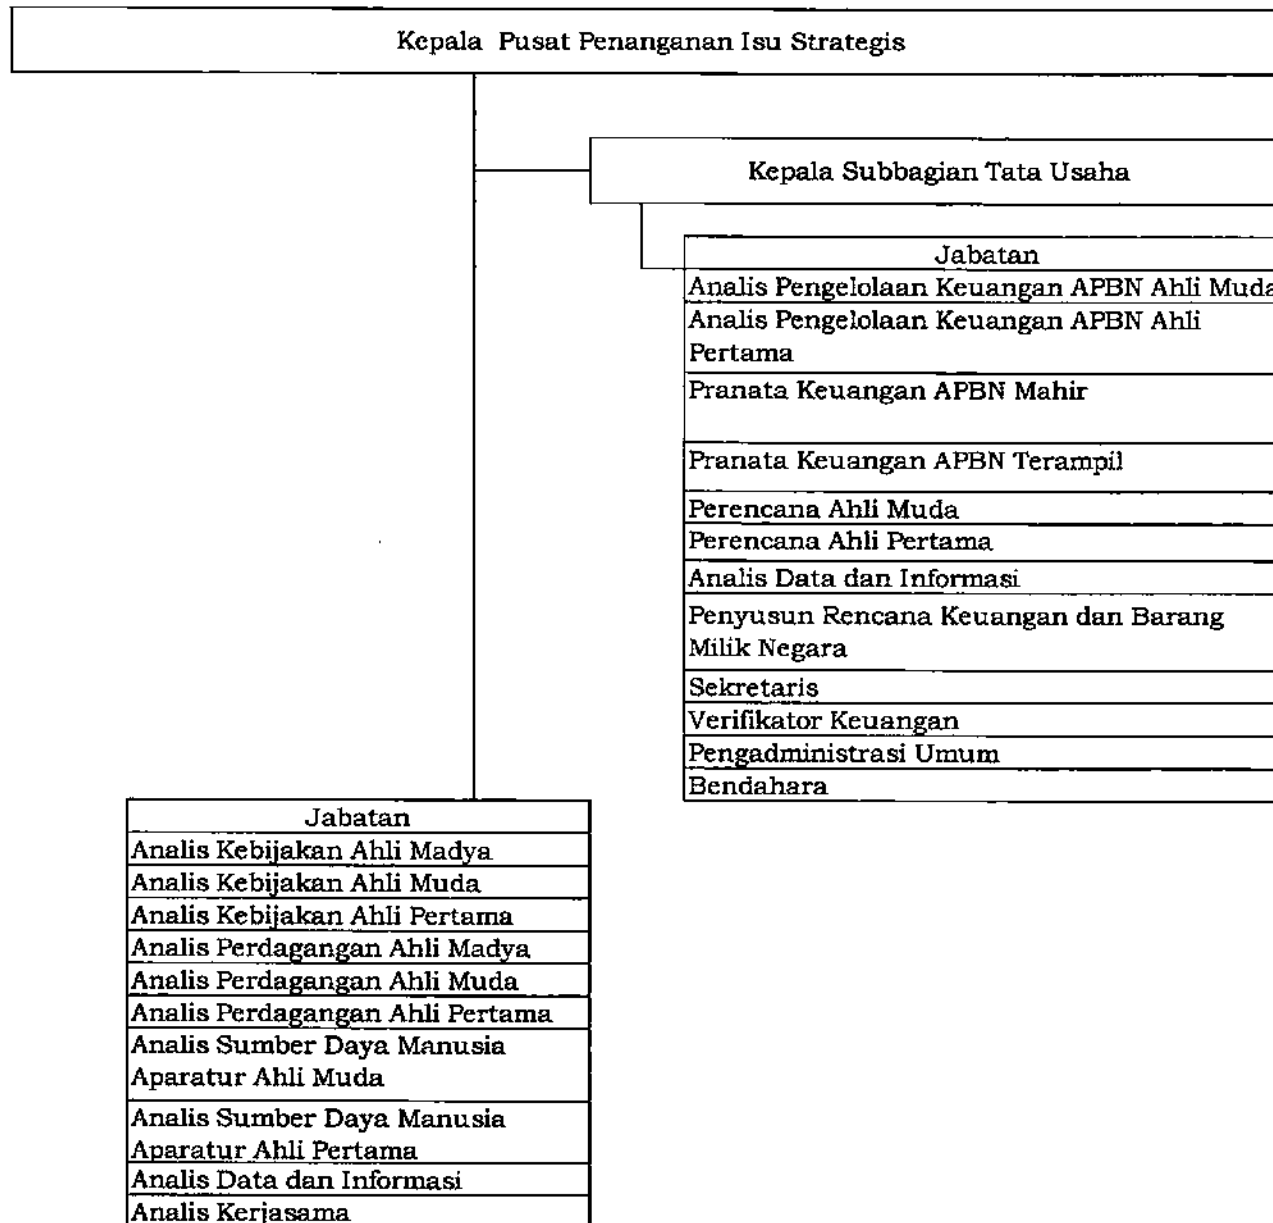 Kepala Pusat Penanganan Isu Strategis
Kepala Subbagian Tata Usaha
Jabatan
Analis Pengelolaan Keuangan APBN Ahli Muda
Analis Pengelolaan Keuangan APBN Ahli
Pertama
Pranata Keuangan APBN Mahir
Pranata Keuangan APBN Terampil
Perencana Ahli Muda
Perencana Ahli Pertama
Analis Data dan Informasi
Penyusun Rencana Keuangan dan Barang
Milik Negara
Sekretaris
Verifikator Keuangan
Pengadministrasi Umum
Bendahara
Jabatan
Analis Kebijakan Ahli Madya
Analis Kebijakan Ahli Muda
Analis Kebijakan Ahli Pertama
Analis Perdagangan Ahli Madya
Analis Perdagangan Ahli Muda
Analis Perdagangan Ahli Pertama
Analis Sumber Daya Manusia
Aparatur Ahli Muda
Analis Sumber Daya Manusia
Aparatur Ahli Pertama
Analis Data dan Informasi
Analis Kerjasama